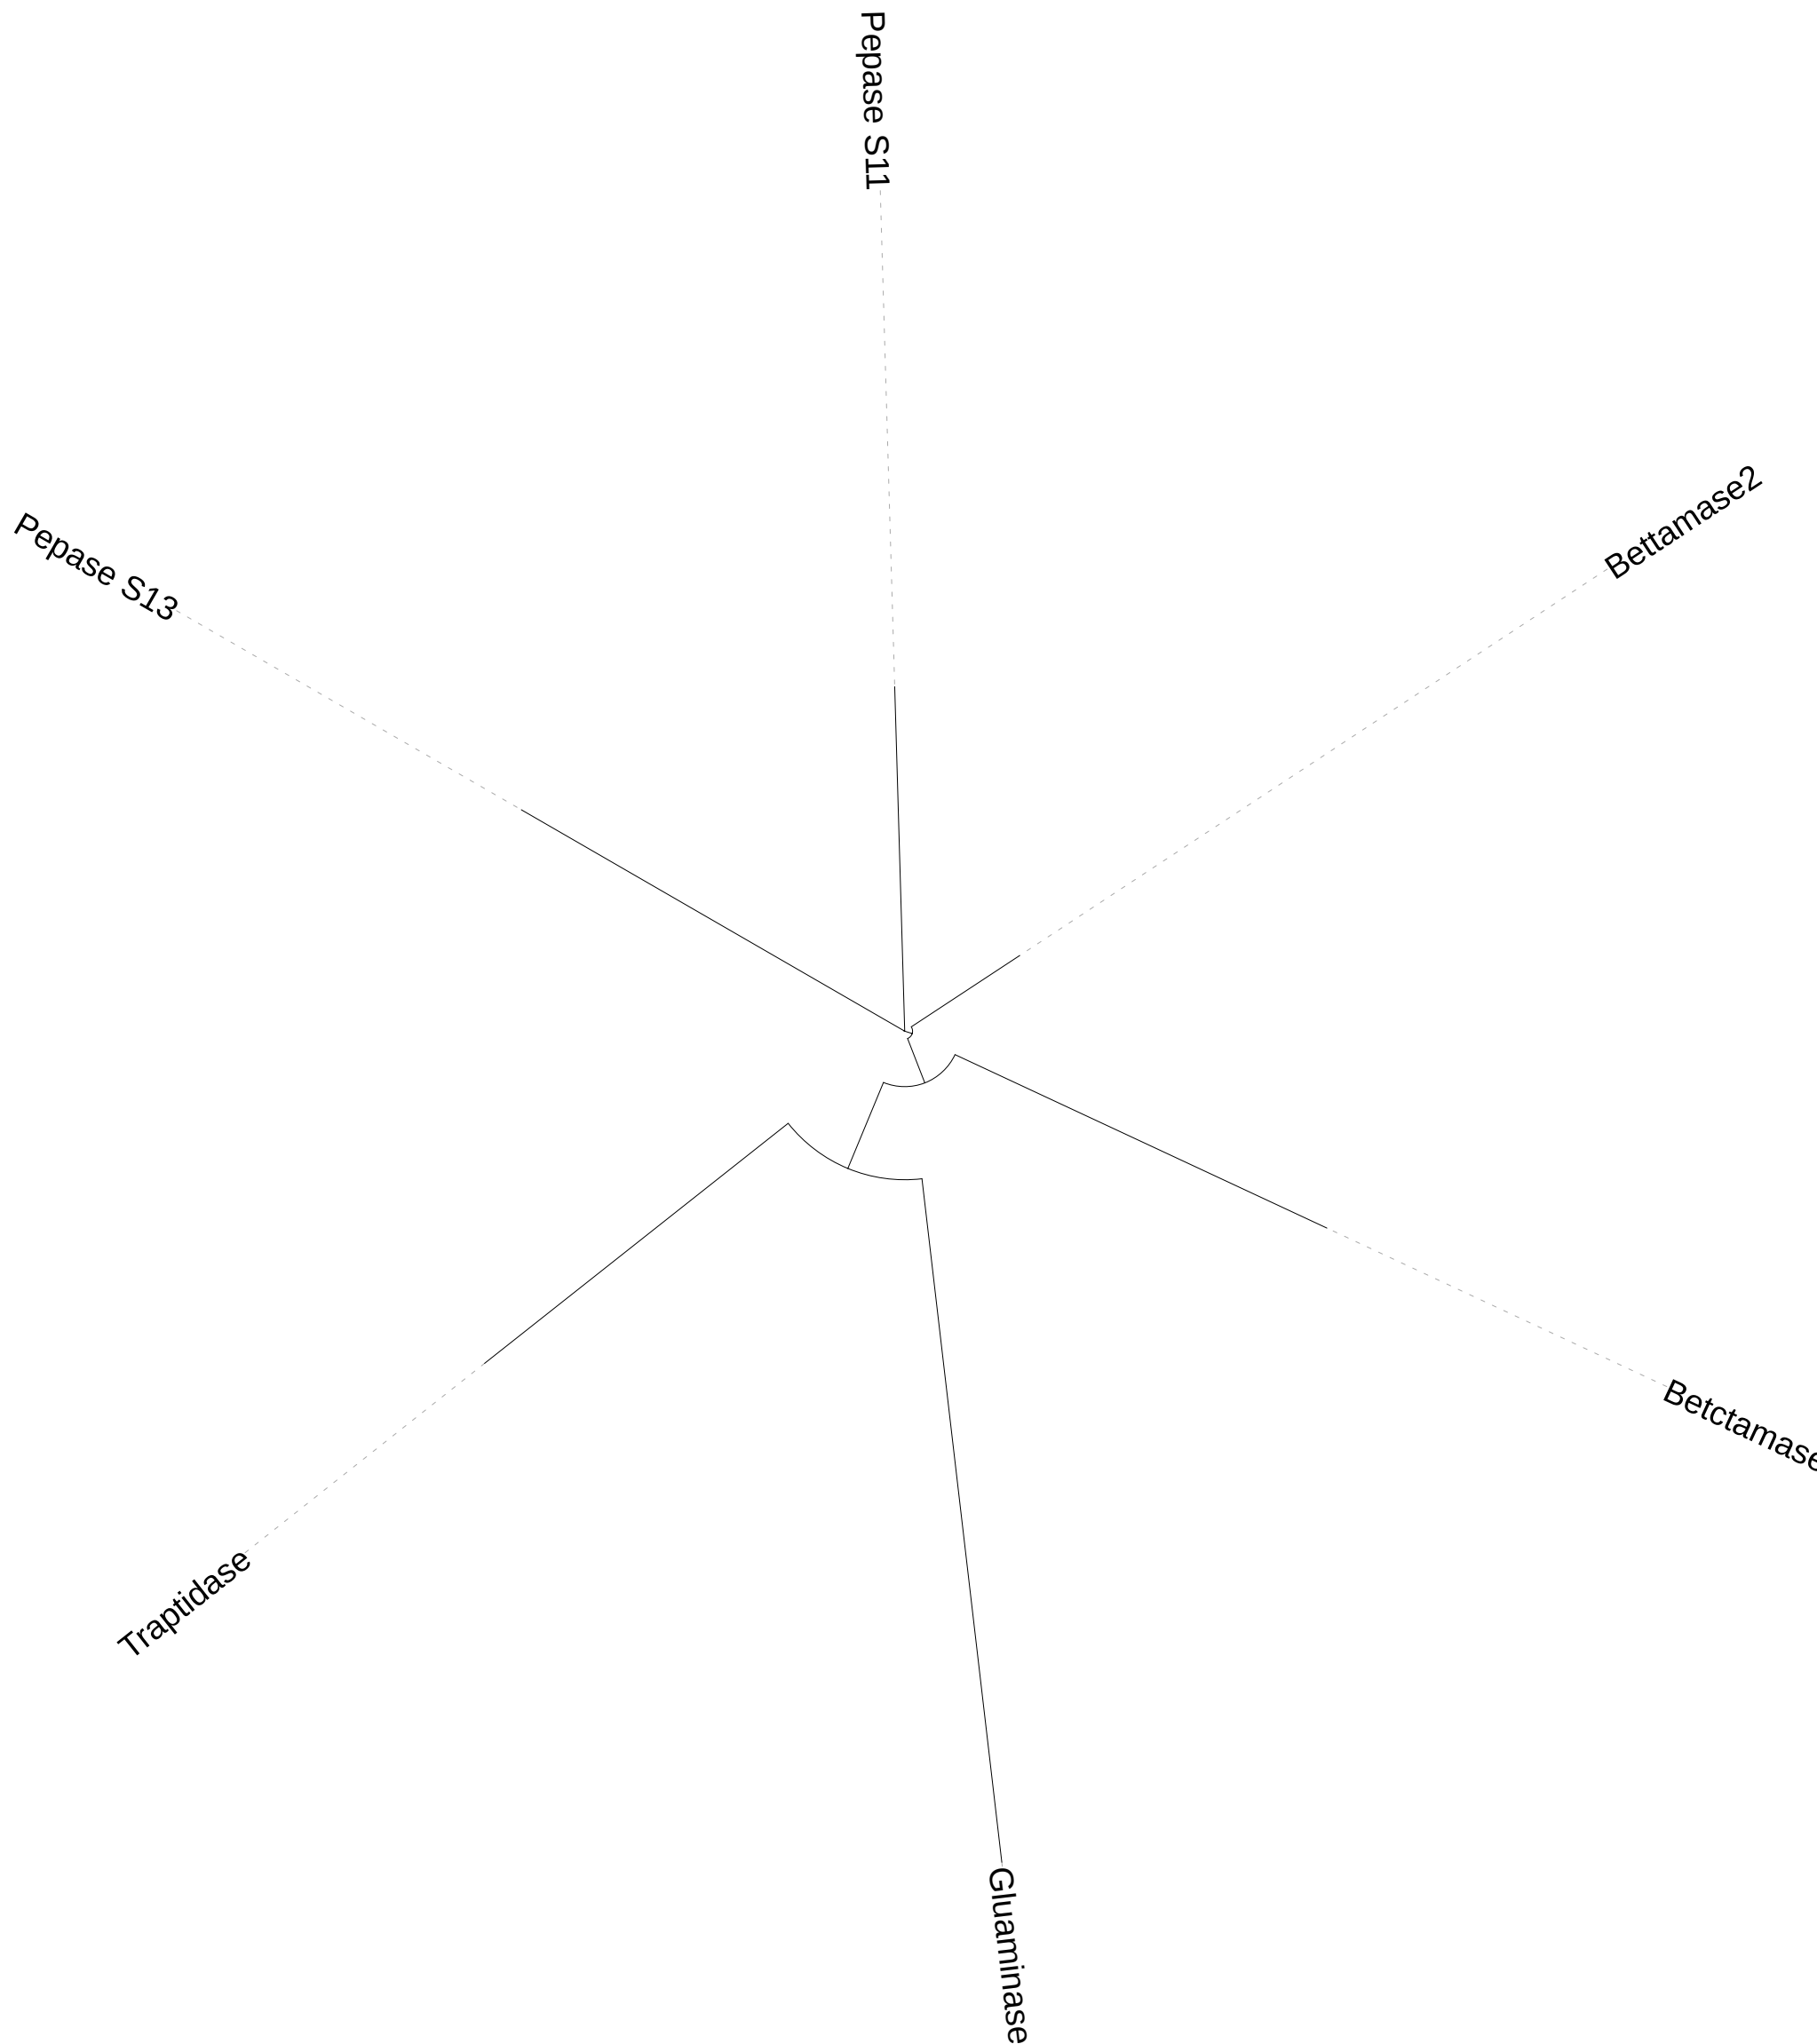 Pepase S11
Bettamase2
Pepase S13
Betctamase
Traptidase
Gluaminase